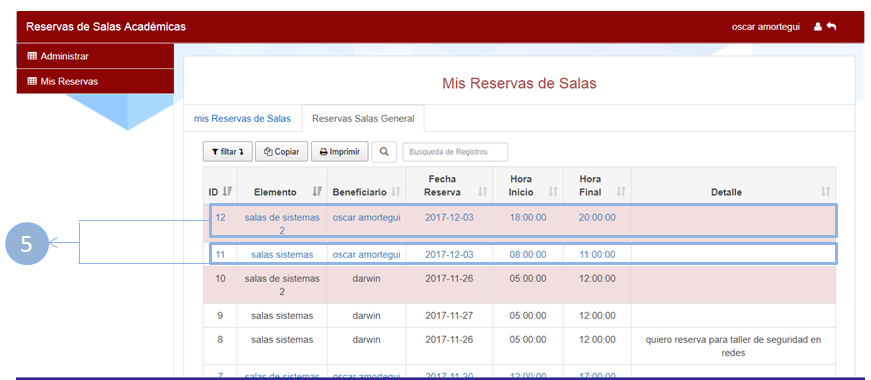 Reservas de Salas Académicas
oscar amortegui
Administrar
Mis Reservas
Mis Reservas de Salas
mis Reservas de Salas
Reservas Salas General
filtar
Copiar
Imprimir
Busqueda de Registros
ID Elemento Beneficiario Fecha Reserva Hora Inicio Hora Final Detalle
12 salas de sistemas 2 oscar amortegui 2017-12-03 18:00:00 20:00:00
5
11 salas sistemas oscar amortegui 2017-12-03 08:00:00 11:00:00
10 salas de sistemas 2 darwin 2017-11-26 05:00:00 12:00:00
9 salas sistemas darwin 2017-11-27 05:00:00 12:00:00
8 salas sistemas darwin 2017-11-26 05:00:00 12:00:00 quiero reserva para taller de seguridad en redes
7 salas de sistemas oscar amortegui 2017-11-30 12:00:00 17:00:00